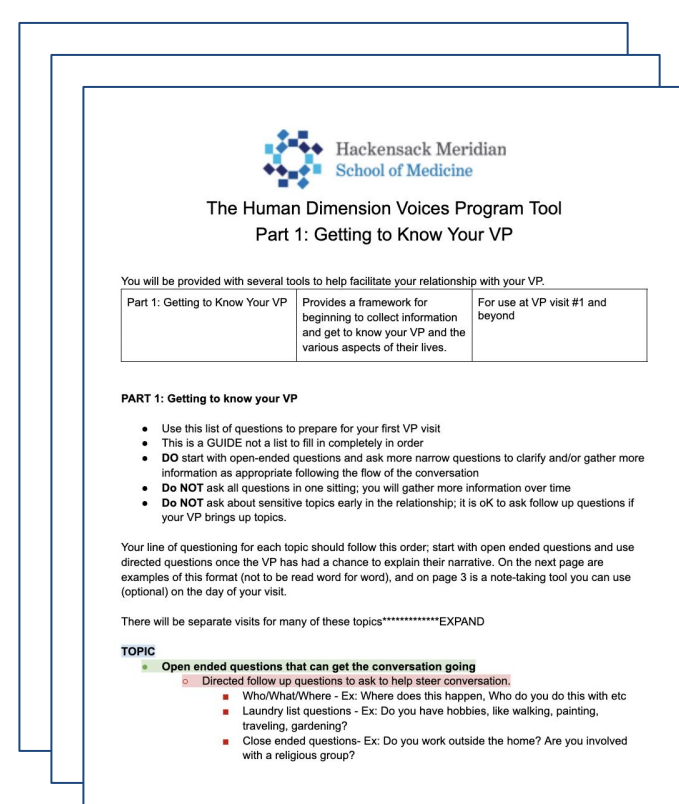 Hackensack Meridian
School of Medicine
The Human Dimension Voices Program Tool
Part 1: Getting to Know Your VP
You will be provided with several tools to help facilitate your relationship with your VP.
Part 1: Getting to Know Your VP
Provides a framework for
beginning to collect information
and get to know your VP and the
various aspects of their lives.
For use at VP visit #1 and
beyond
PART 1: Getting to know your VP
● Use this list of questions to prepare for your first VP visit
● This is a GUIDE not a list to fill in completely in order
● DO start with open-ended questions and ask more narrow questions to clarify and/or gather more
information as appropriate following the flow of the conversation
● Do NOT ask all questions in one sitting; you will gather more information over time
● Do NOT ask about sensitive topics early in the relationship; it is oK to ask follow up questions if
your VP brings up topics.
Your line of questioning for each topic should follow this order; start with open ended questions and use
directed questions once the VP has had a chance to explain their narrative. On the next page are
examples of this format (not to be read word for word), and on page 3 is a note-taking tool you can use
(optional) on the day of your visit.
There will be separate visits for many of these topics*************EXPAND
TOPIC
● Open ended questions that can get the conversation going
○ Directed follow up questions to ask to help steer conversation.
■ Who/What/Where - Ex: Where does this happen, Who do you do this with etc
■ Laundry list questions - Ex: Do you have hobbies, like walking, painting,
traveling, gardening?
■ Close ended questions- Ex: Do you work outside the home? Are you involved
with a religious group?